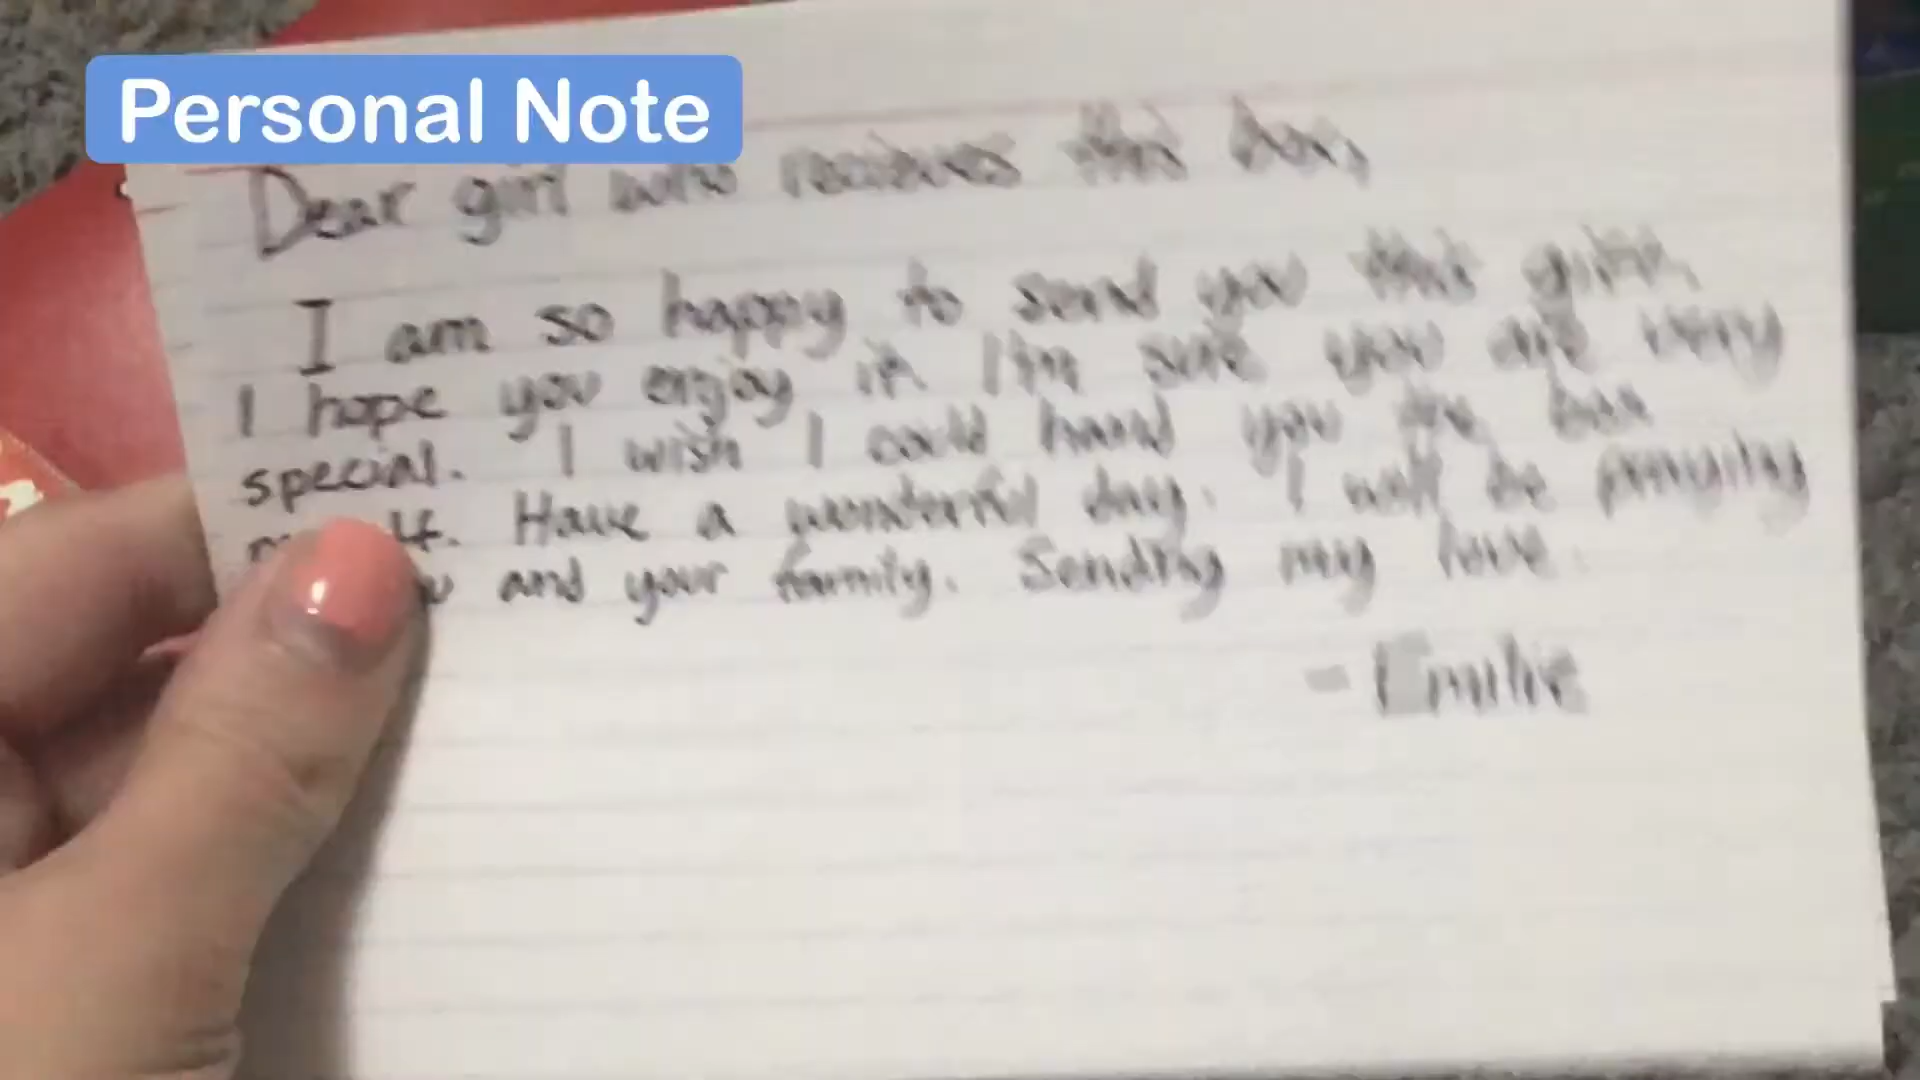 Personal Note
Dear girl who recieves this box,
I am so happy to send you this gift.
I hope you enjoy it. I'm sure you are very
special. I wish I could hand you the box
Have a wonderful day. I will be praying
and your family. Sending my love.
- Emilie